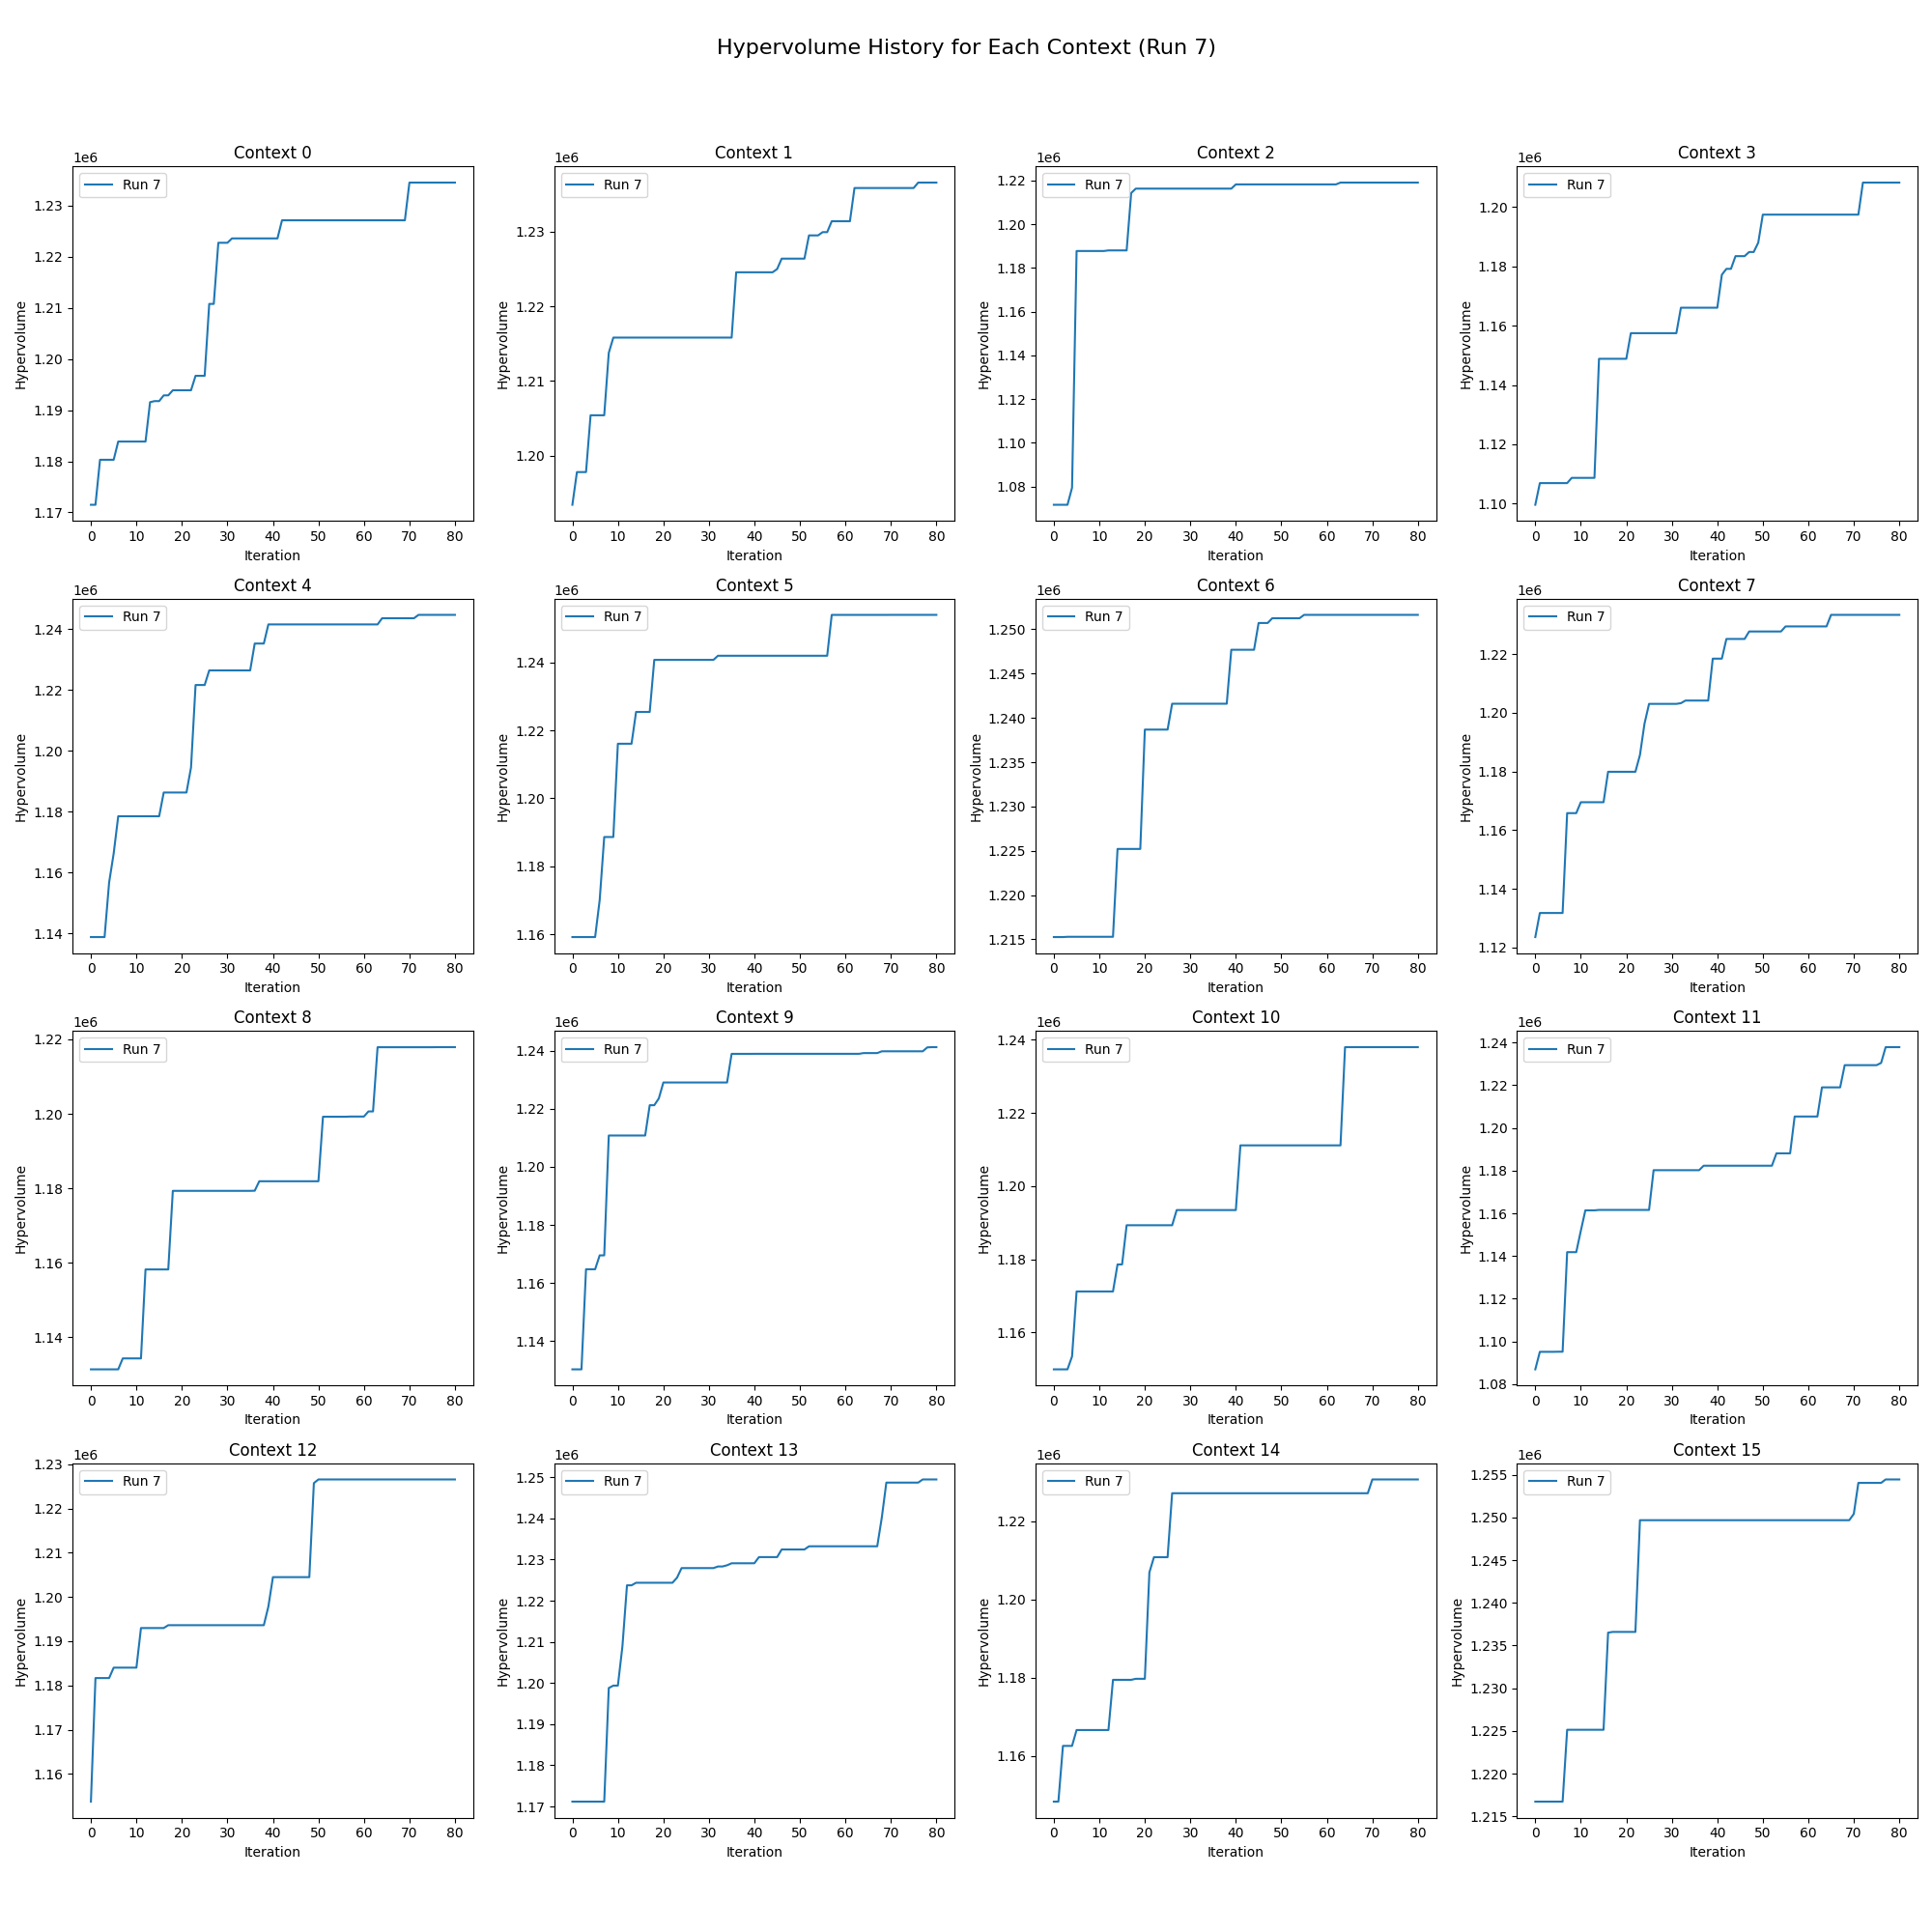 Hypervolume History for Each Context (Run 7)
Context 0
1e6
Run 7
Hypervolume
1.23
1.22
1.21
1.20
1.19
1.18
1.17
0 10 20 30 40 50 60 70 80
Iteration
Context 1
1e6
Run 7
Hypervolume
1.23
1.22
1.21
1.20
0 10 20 30 40 50 60 70 80
Iteration
Context 2
1e6
Run 7
Hypervolume
1.22
1.20
1.18
1.16
1.14
1.12
1.10
1.08
0 10 20 30 40 50 60 70 80
Iteration
Context 3
1e6
Run 7
Hypervolume
1.20
1.18
1.16
1.14
1.12
1.10
0 10 20 30 40 50 60 70 80
Iteration
Context 4
1e6
Run 7
Hypervolume
1.24
1.22
1.20
1.18
1.16
1.14
0 10 20 30 40 50 60 70 80
Iteration
Context 5
1e6
Run 7
Hypervolume
1.24
1.22
1.20
1.18
1.16
0 10 20 30 40 50 60 70 80
Iteration
Context 6
1e6
Run 7
Hypervolume
1.250
1.245
1.240
1.235
1.230
1.225
1.220
1.215
0 10 20 30 40 50 60 70 80
Iteration
Context 7
1e6
Run 7
Hypervolume
1.22
1.20
1.18
1.16
1.14
1.12
0 10 20 30 40 50 60 70 80
Iteration
Context 8
1e6
Run 7
Hypervolume
1.22
1.20
1.18
1.16
1.14
0 10 20 30 40 50 60 70 80
Iteration
Context 9
1e6
Run 7
Hypervolume
1.24
1.22
1.20
1.18
1.16
1.14
0 10 20 30 40 50 60 70 80
Iteration
Context 10
1e6
Run 7
Hypervolume
1.24
1.22
1.20
1.18
1.16
0 10 20 30 40 50 60 70 80
Iteration
Context 11
1e6
Run 7
Hypervolume
1.24
1.22
1.20
1.18
1.16
1.14
1.12
1.10
1.08
0 10 20 30 40 50 60 70 80
Iteration
Context 12
1e6
Run 7
Hypervolume
1.23
1.22
1.21
1.20
1.19
1.18
1.17
1.16
0 10 20 30 40 50 60 70 80
Iteration
Context 13
1e6
Run 7
Hypervolume
1.25
1.24
1.23
1.22
1.21
1.20
1.19
1.18
1.17
0 10 20 30 40 50 60 70 80
Iteration
Context 14
1e6
Run 7
Hypervolume
1.22
1.20
1.18
1.16
0 10 20 30 40 50 60 70 80
Iteration
Context 15
1e6
Run 7
Hypervolume
1.255
1.250
1.245
1.240
1.235
1.230
1.225
1.220
1.215
0 10 20 30 40 50 60 70 80
Iteration